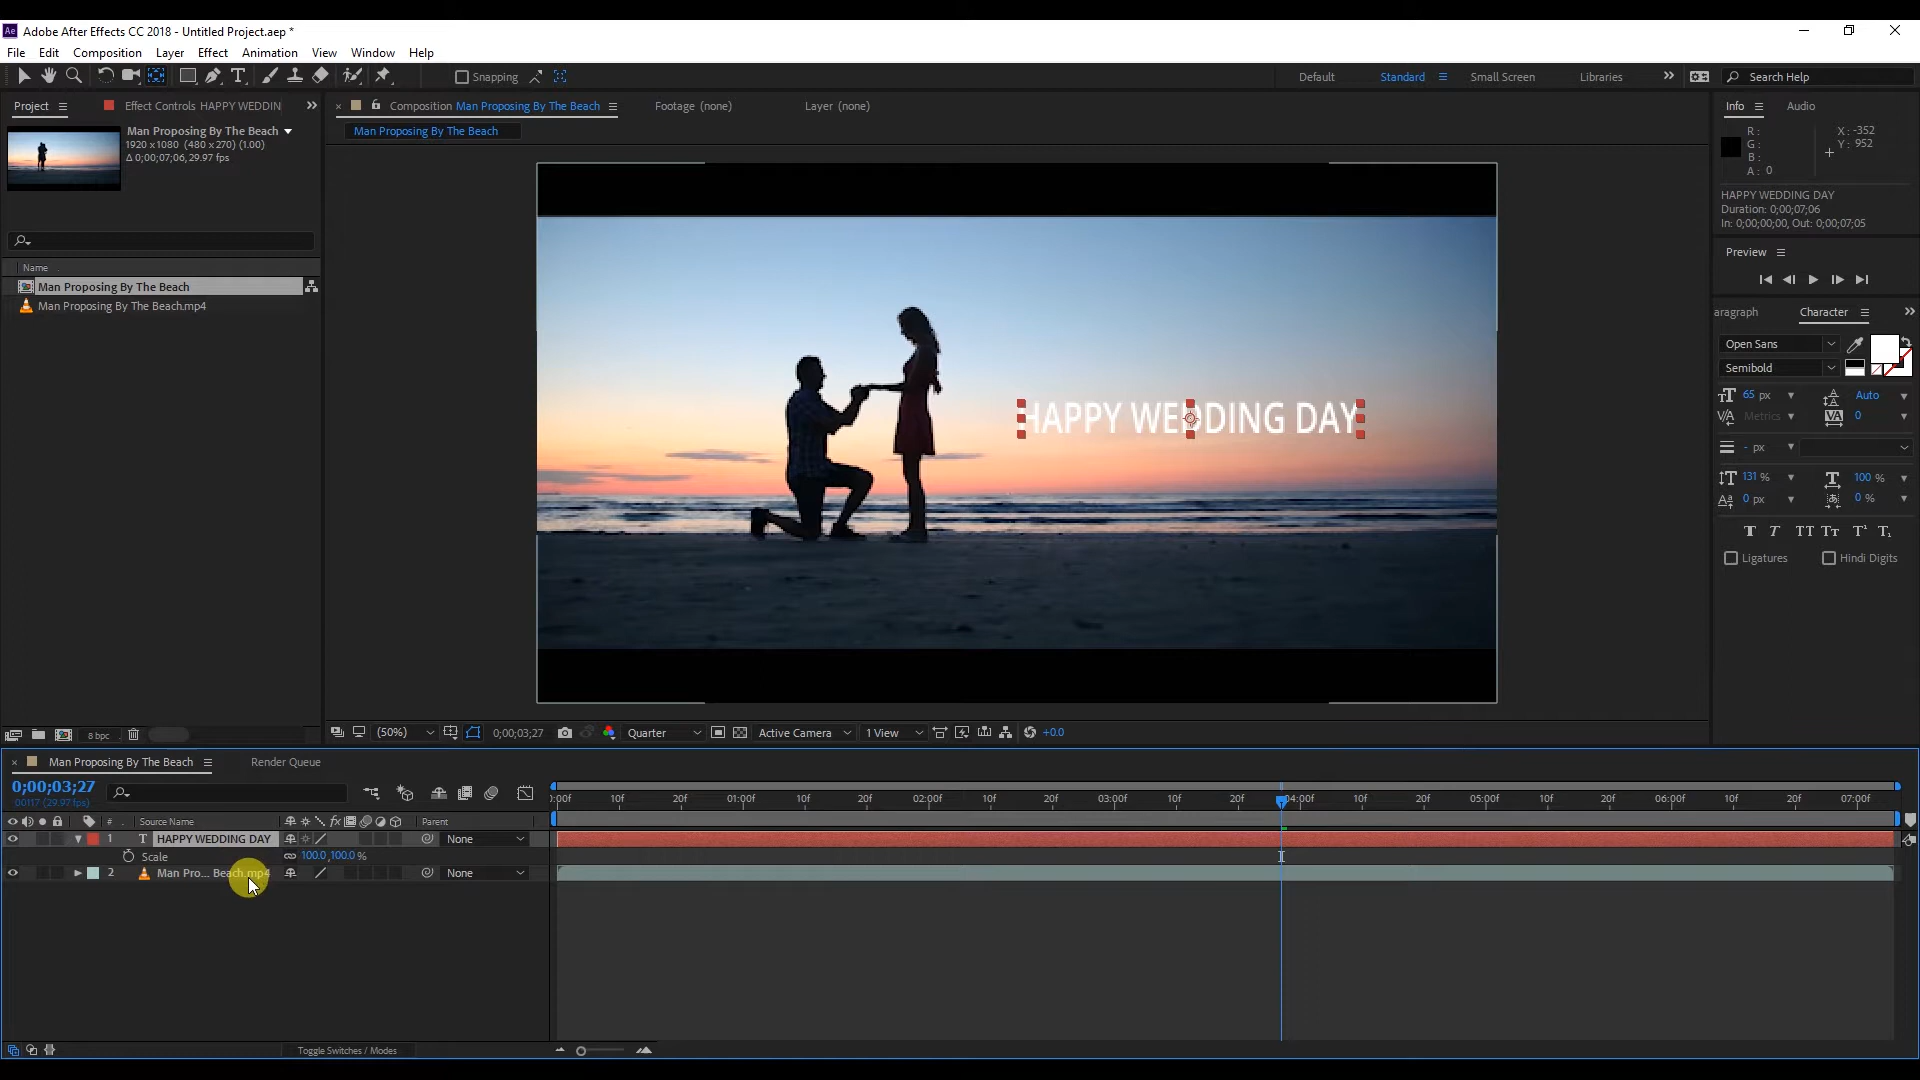 Adobe After Effects CC 2018 - Untitled Project.aep *
File Edit Composition Layer Effect Animation View Window Help
Snapping
Default Standard Small Screen Libraries Search Help
Project Effect Controls HAPPY WEDDIN
Composition Man Proposing By The Beach Footage (none) Layer (none)
Info Audio
Man Proposing By The Beach
1920 x1080 (480 x270) (1.00)
Δ 0;00;07;06, 29.97 fps
Man Proposing By The Beach
R :
G :
B :
A : 0
X : -352
Y : 952
HAPPY WEDDING DAY
Duration: 0;00;07;06
In: 0;00;00;00, Out: 0;00;07;05
Preview
Name
Man Proposing By The Beach
Man Proposing By The Beach.mp4
aragraph Character
Open Sans
Semibold
65 px Auto
Metrics 0
- px
131 % 100 %
0 px 0 %
Ligatures Hindi Digits
HAPPY WEDDING DAY
8 bpc
(50%) 0;00;03;27 Quarter Active Camera 1 View +0.0
Man Proposing By The Beach Render Queue
0;00;03;27
00117 (29.97 fps)
0:00f 10f 20f 01:00f 10f 20f 02:00f 10f 20f 03:00f 10f 20f 04:00f 10f 20f 05:00f 10f 20f 06:00f 10f 20f 07:00f
# Source Name Parent
1 T HAPPY WEDDING DAY None
Scale 100.0,100.0 %
2 Man Pro... Beach.mp4 None
Toggle Switches / Modes